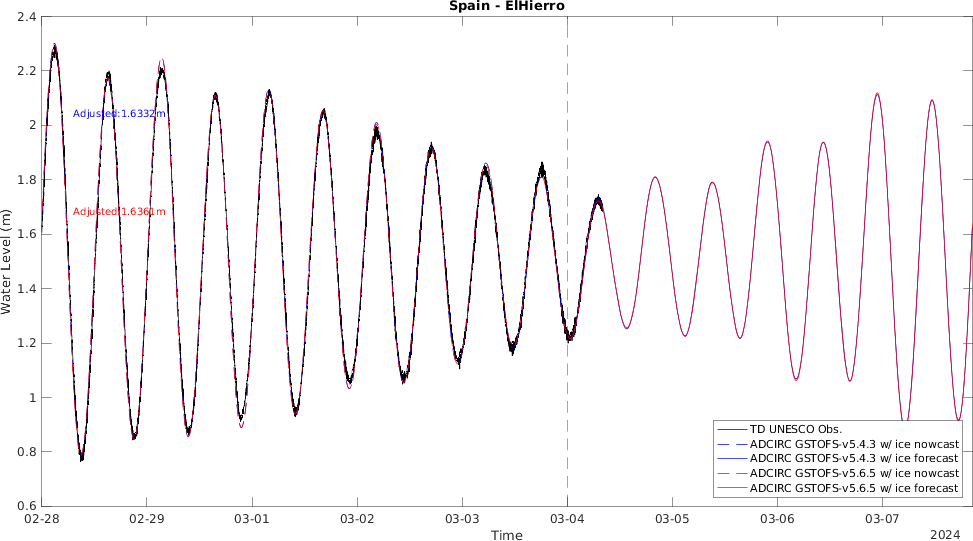 Spain - ElHierro
2.4
2.2
2
1.8
1.6
1.4
1.2
1
0.8
0.6
Water Level (m)
Adjusted:1.6332m
Adjusted:1.6361m
TD UNESCO Obs.
ADCIRC GSTOFS-v5.4.3 w/ ice nowcast
ADCIRC GSTOFS-v5.4.3 w/ ice forecast
ADCIRC GSTOFS-v5.6.5 w/ ice nowcast
ADCIRC GSTOFS-v5.6.5 w/ ice forecast
02-28 02-29 03-01 03-02 03-03 03-04 03-05 03-06 03-07
Time
2024